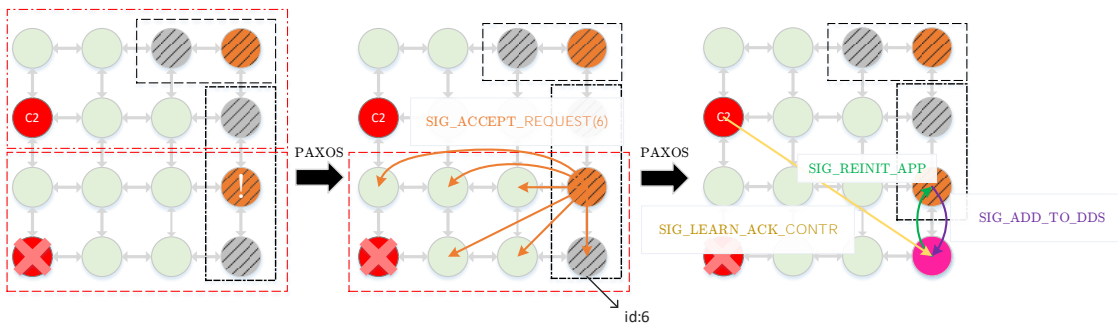 C2
!
PAXOS
C2
SIG_ACCEPT_REQUEST(6)
id:6
PAXOS
C2
SIG_REINIT_APP
SIG_LEARN_ACK_CONTR
SIG_ADD_TO_DDS